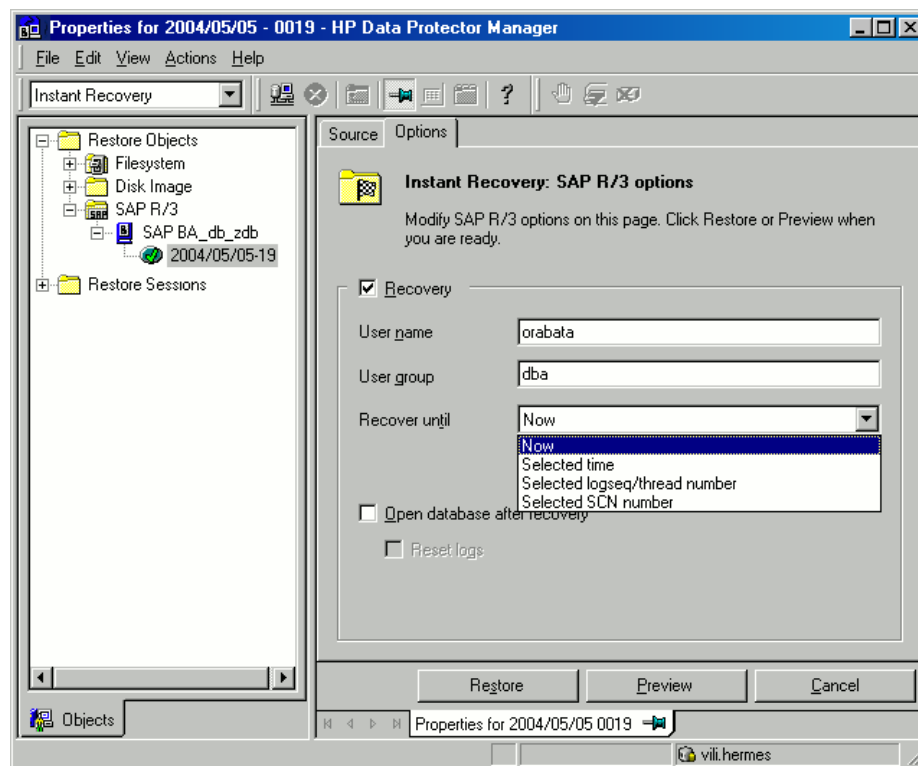 Properties for 2004/05/05 - 0019 - HP Data Protector Manager
File Edit View Actions Help
Instant Recovery
Restore Objects
Filesystem
Disk Image
SAP R/3
SAP BA_db_zdb
2004/05/05-19
Restore Sessions
Objects
Source Options
Instant Recovery: SAP R/3 options
Modify SAP R/3 options on this page. Click Restore or Preview when
you are ready.
Recovery
User name orabata
User group dba
Recover until Now
Now
Selected time
Selected logseq/thread number
Selected SCN number
Open database after recovery
Reset logs
Restore Preview Cancel
Properties for 2004/05/05 0019
vili.hermes